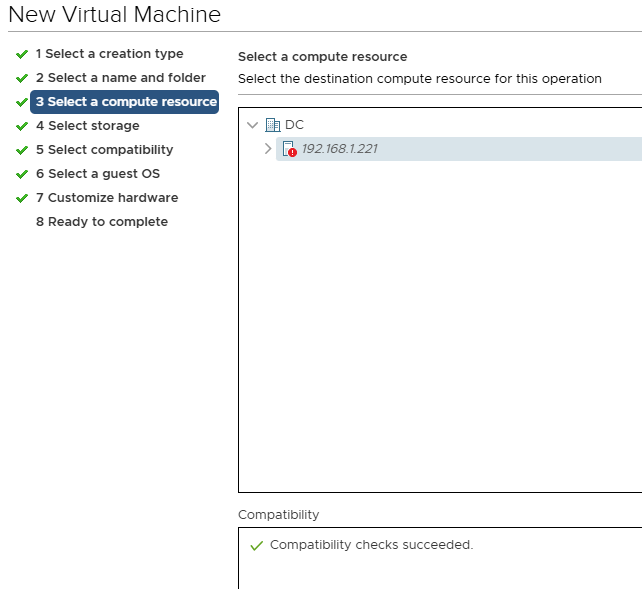 New Virtual Machine
1 Select a creation type
2 Select a name and folder
3 Select a compute resource
4 Select storage
5 Select compatibility
6 Select a guest OS
7 Customize hardware
8 Ready to complete
Select a compute resource
Select the destination compute resource for this operation
DC
192.168.1.221
Compatibility
Compatibility checks succeeded.